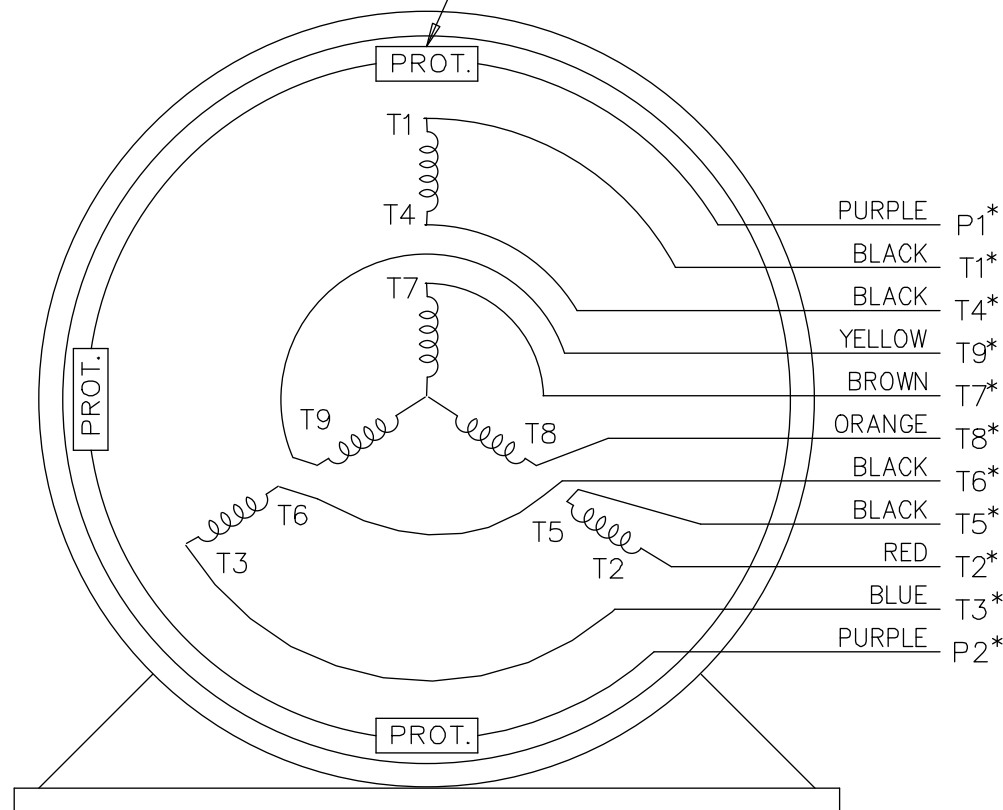 PROT.
T1
T4
PURPLE P1*
BLACK T1*
BLACK T4*
T7
YELLOW T9*
PROT.
BROWN T7*
T9
T8
ORANGE T8*
BLACK T6*
T6
T5
BLACK T5*
T3
T2
RED T2*
BLUE T3*
PURPLE P2*
PROT.